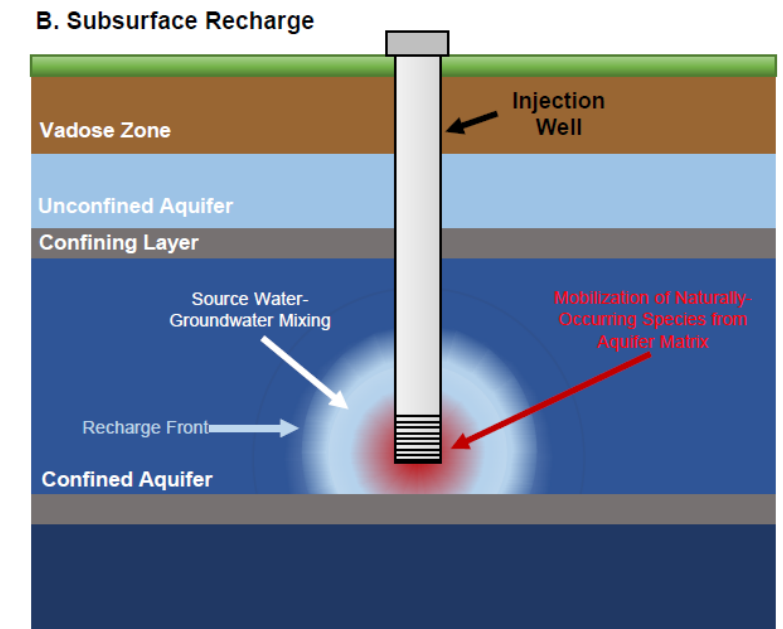 B. Subsurface Recharge
Injection
Well
Vadose Zone
Unconfined Aquifer
Confining Layer
Source Water-
Groundwater Mixing
Mobilization of Naturally-
Occurring Species from
Aquifer Matrix
Recharge Front
Confined Aquifer